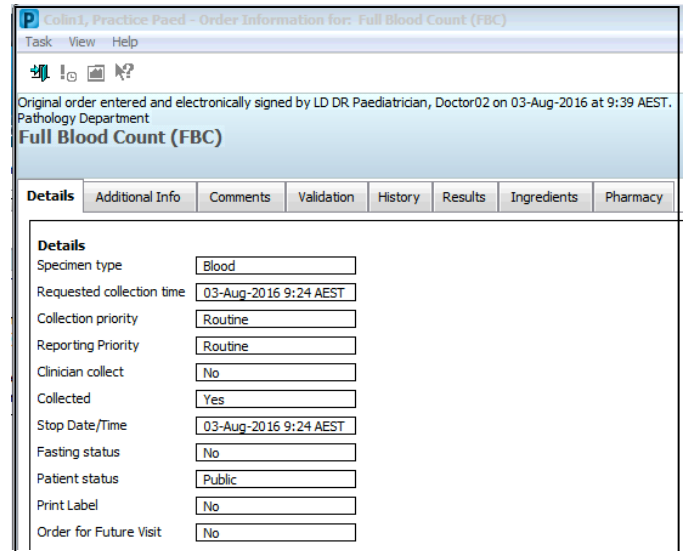 Colin1, Practice Paed - Order Information for: Full Blood Count (FBC)
Task View Help
Original order entered and electronically signed by LD DR Paediatrician, Doctor02 on 03-Aug-2016 at 9:39 AEST.
Pathology Department
Full Blood Count (FBC)
Details Additional Info Comments Validation History Results Ingredients Pharmacy
Details
Specimen type Blood
Requested collection time 03-Aug-2016 9:24 AEST
Collection priority Routine
Reporting Priority Routine
Clinician collect No
Collected Yes
Stop Date/Time 03-Aug-2016 9:24 AEST
Fasting status No
Patient status Public
Print Label No
Order for Future Visit No